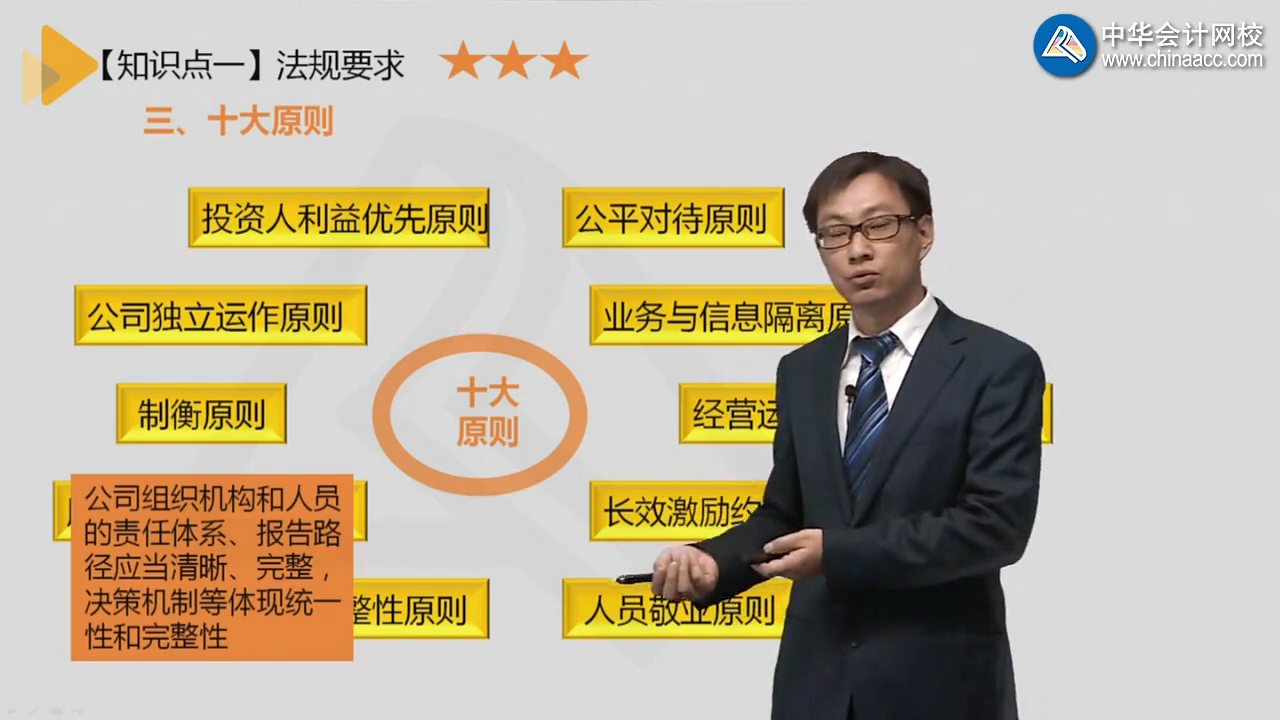 【知识点一】法规要求
中华会计网校
www.chinaacc.com
三、十大原则
投资人利益优先原则
公平对待原则
公司独立运作原则
业务与信息隔离原
十大
原则
制衡原则
经营运
公司组织机构和人员
的责任体系、报告路
径应当清晰、完整，
决策机制等体现统一
性和完整性
长效激励约
整性原则
人员敬业原则